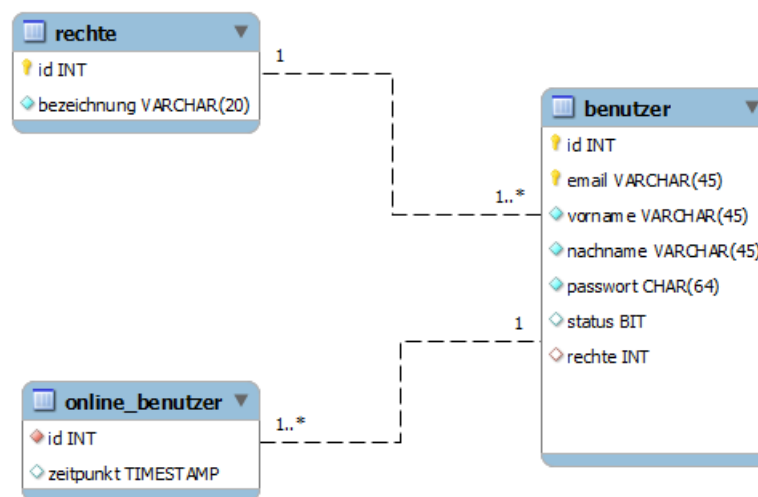 rechte
id INT
bezeichnung VARCHAR(20)
1
1..*
benutzer
id INT
email VARCHAR(45)
vorname VARCHAR(45)
nachname VARCHAR(45)
passwort CHAR(64)
status BIT
rechte INT
1
1..*
online_benutzer
id INT
zeitpunkt TIMESTAMP